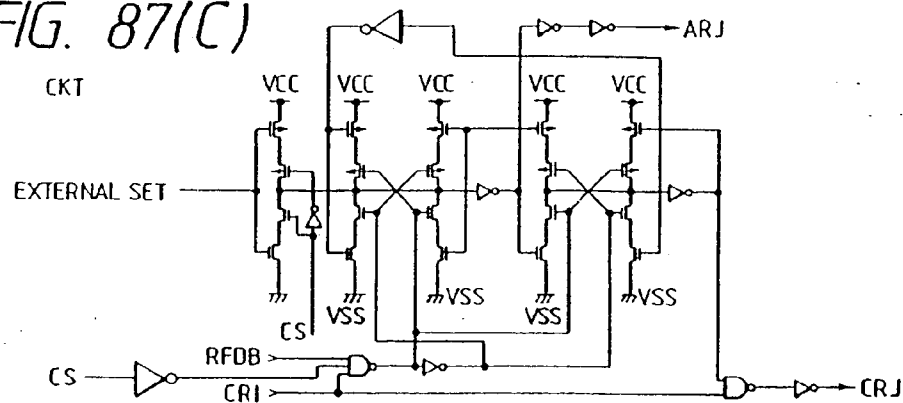 FIG. 87(C)
ARJ
CKT
VCC VCC VCC VCC VCC
EXTERNAL SET
VSS VSS VSS VSS
CS
RFDB
CS
CRI
CRJ